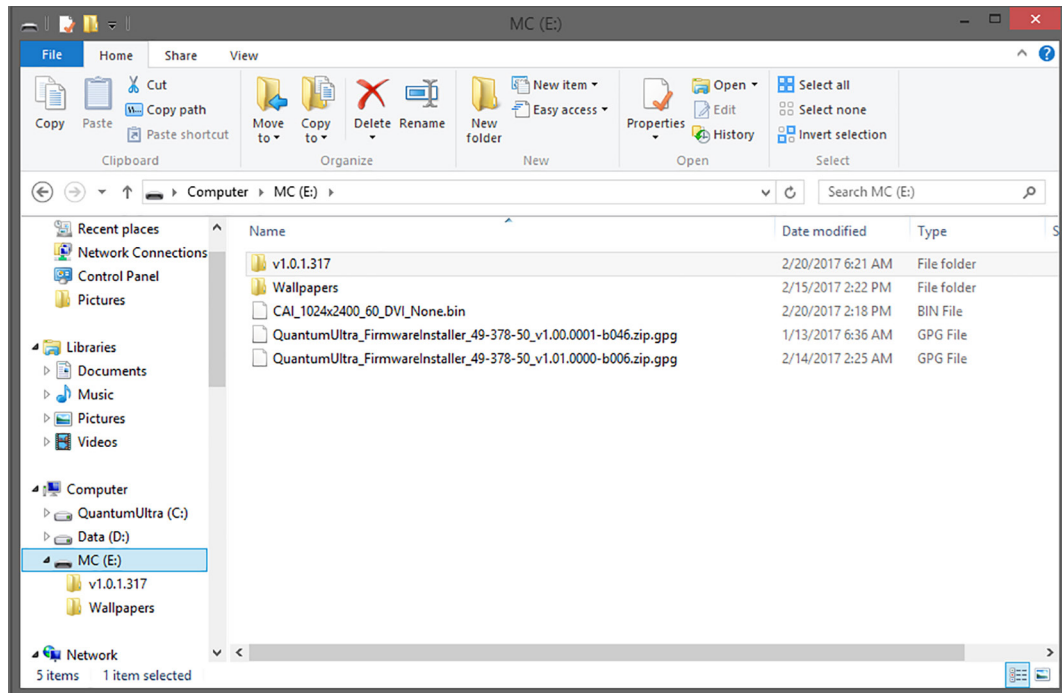 MC (E:)
File Home Share View
Copy
Paste
Cut
Copy path
Paste shortcut
Clipboard
Move to
Copy to
Delete
Rename
Organize
New folder
New item
Easy access
New
Properties
Open
Edit
History
Open
Select all
Select none
Invert selection
Select
Computer MC (E:)
Search MC (E:)
Recent places
Network Connections
Control Panel
Pictures
Libraries
Documents
Music
Pictures
Videos
Computer
QuantumUltra (C:)
Data (D:)
MC (E:)
v1.0.1.317
Wallpapers
Network
Name Date modified Type S
v1.0.1.317 2/20/2017 6:21 AM File folder
Wallpapers 2/15/2017 2:22 PM File folder
CAI_1024x2400_60_DVI_None.bin 2/20/2017 2:18 PM BIN File
QuantumUltra_FirmwareInstaller_49-378-50_v1.00.0001-b046.zip.gpg 1/13/2017 6:36 AM GPG File
QuantumUltra_FirmwareInstaller_49-378-50_v1.01.0000-b006.zip.gpg 2/14/2017 2:25 AM GPG File
5 items 1 item selected